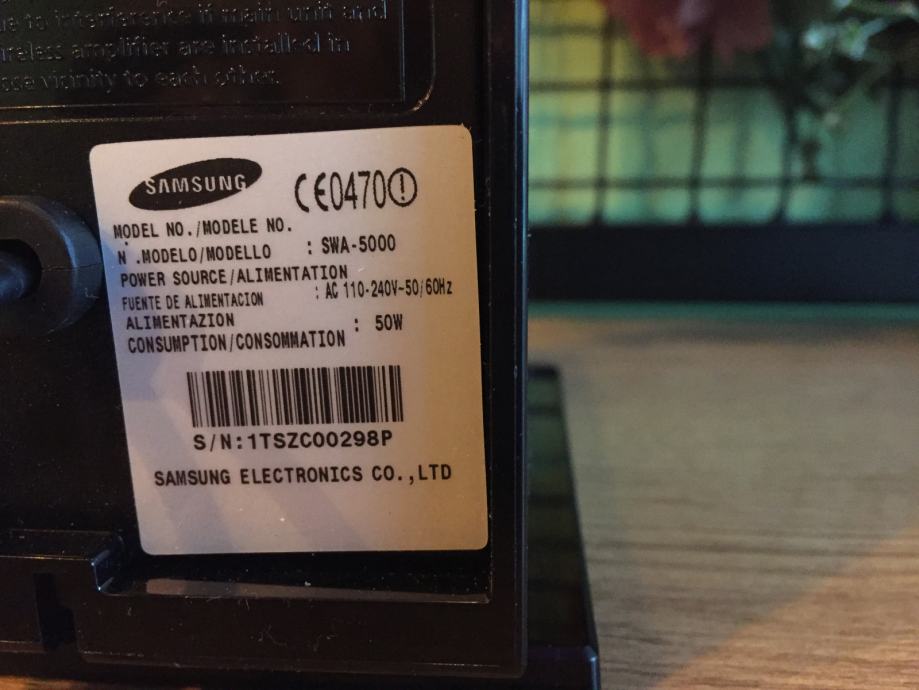 ue to interference if main unit and
ireless amplifier are installed in
ose vicinity to each other.
SAMSUNG CE0470
MODEL NO./MODELE NO.
N .MODELO/MODELLO : SWA-5000
POWER SOURCE/ALIMENTATION
FUENTE DE ALIMENTACION : AC 110-240V~50/60Hz
ALIMENTAZION
CONSUMPTION/CONSOMMATION : 50W
S/N:1TSZC00298P
SAMSUNG ELECTRONICS CO.,LTD